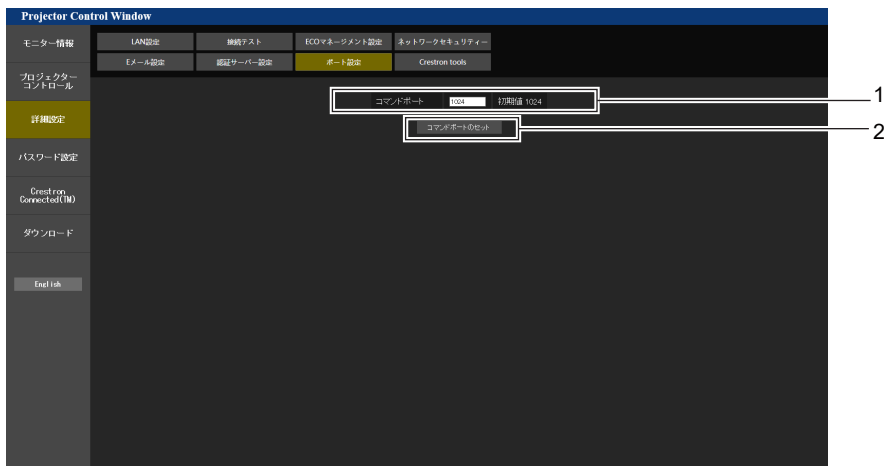 Projector Control Window
モニター情報
プロジェクター
コントロール
詳細設定
パスワード設定
Crestron
Connected(TM)
ダウンロード
English
LAN設定
接続テスト
ECOマネージメント設定
ネットワークセキュリティー
Eメール設定
認証サーバー設定
ポート設定
Crestron tools
コマンドポート 1024 初期値 1024
1
コマンドポートのセット
2